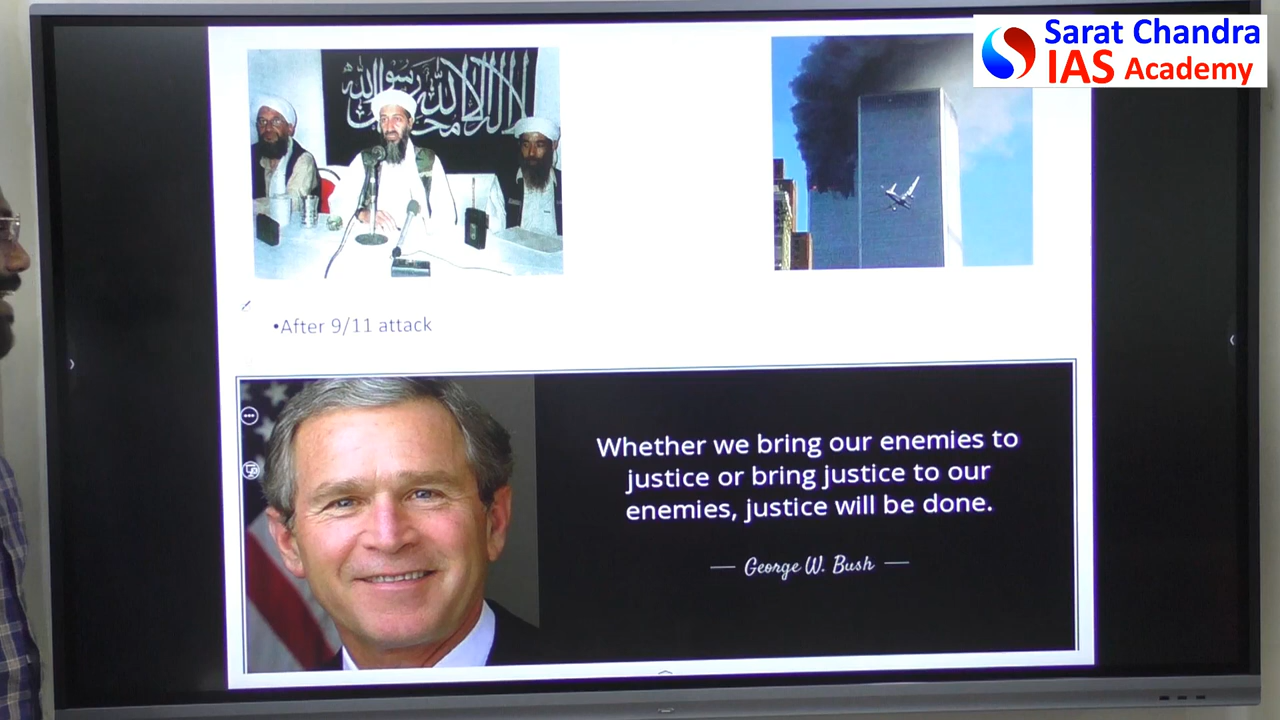 Sarat Chandra
IAS Academy
•After 9/11 attack
Whether we bring our enemies to
justice or bring justice to our
enemies, justice will be done.
— George W. Bush —